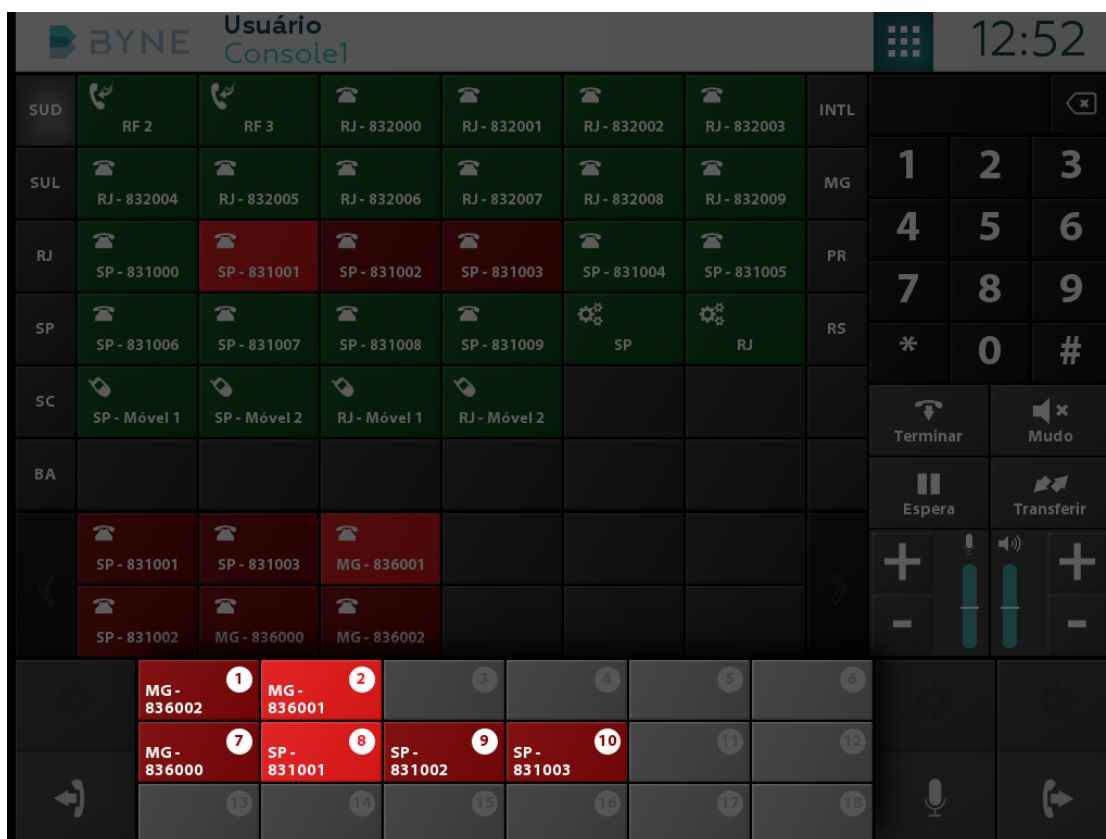 BYNE
Usuário
Console1
12:52
SUD
RF 2
RF 3
RJ - 832000
RJ - 832001
RJ - 832002
RJ - 832003
INTL
SUL
RJ - 832004
RJ - 832005
RJ - 832006
RJ - 832007
RJ - 832008
RJ - 832009
MG
RJ
SP - 831000
SP - 831001
SP - 831002
SP - 831003
SP - 831004
SP - 831005
PR
SP
SP - 831006
SP - 831007
SP - 831008
SP - 831009
SP
RJ
RS
SC
SP - Móvel 1
SP - Móvel 2
RJ - Móvel 1
RJ - Móvel 2
BA
SP - 831001
SP - 831003
MG - 836001
SP - 831002
MG - 836000
MG - 836002
1
2
3
4
5
6
7
8
9
*
0
#
Terminar
Mudo
Espera
Transferir
+
+
-
-
MG -
836002
1
MG -
836001
2
3
4
5
6
MG -
836000
7
SP -
831001
8
SP -
831002
9
SP -
831003
10
11
12
13
14
15
16
17
18